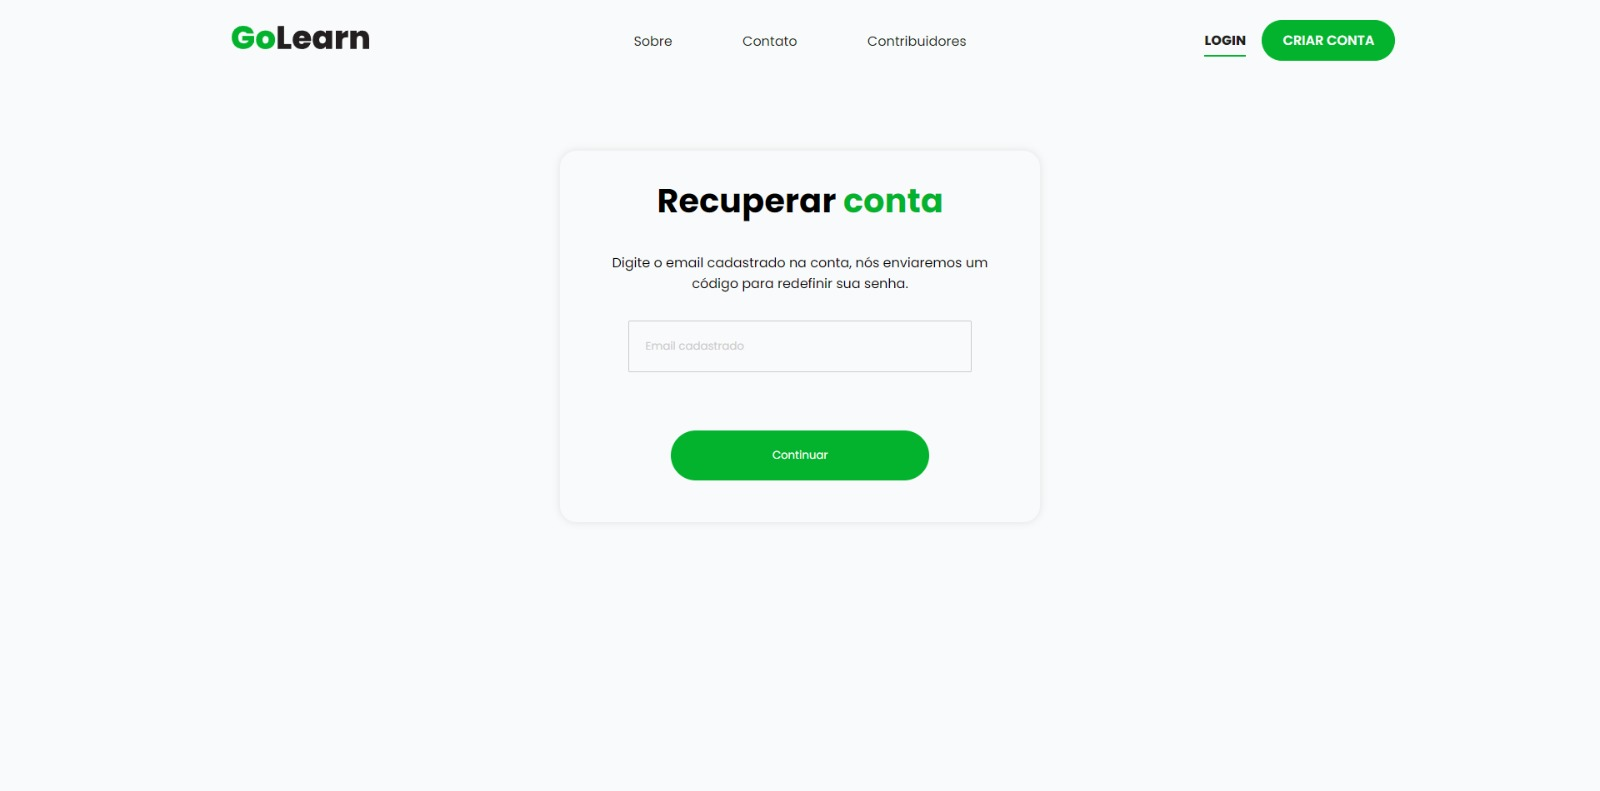 GoLearn
Sobre
Contato
Contribuidores
LOGIN
CRIAR CONTA
Recuperar conta
Digite o email cadastrado na conta, nós enviaremos um
código para redefinir sua senha.
Email cadastrado
Continuar